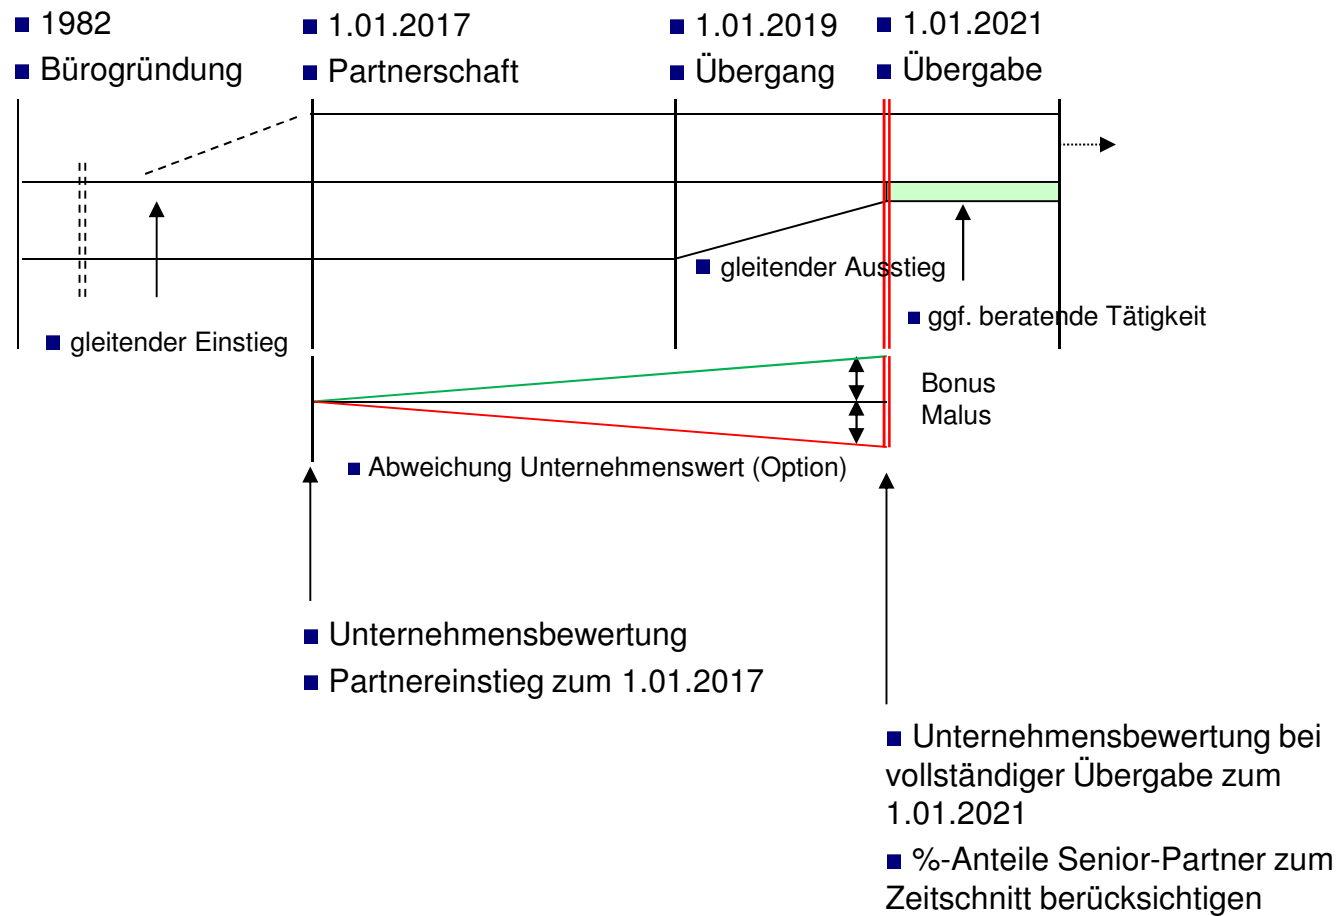 1982
Bürogründung
1.01.2017
Partnerschaft
1.01.2019
Übergang
1.01.2021
Übergabe
gleitender Ausstieg
ggf. beratende Tätigkeit
gleitender Einstieg
Bonus
Malus
Abweichung Unternehmenswert (Option)
Unternehmensbewertung
Partnereinstieg zum 1.01.2017
Unternehmensbewertung bei
vollständiger Übergabe zum
1.01.2021
%-Anteile Senior-Partner zum
Zeitschnitt berücksichtigen